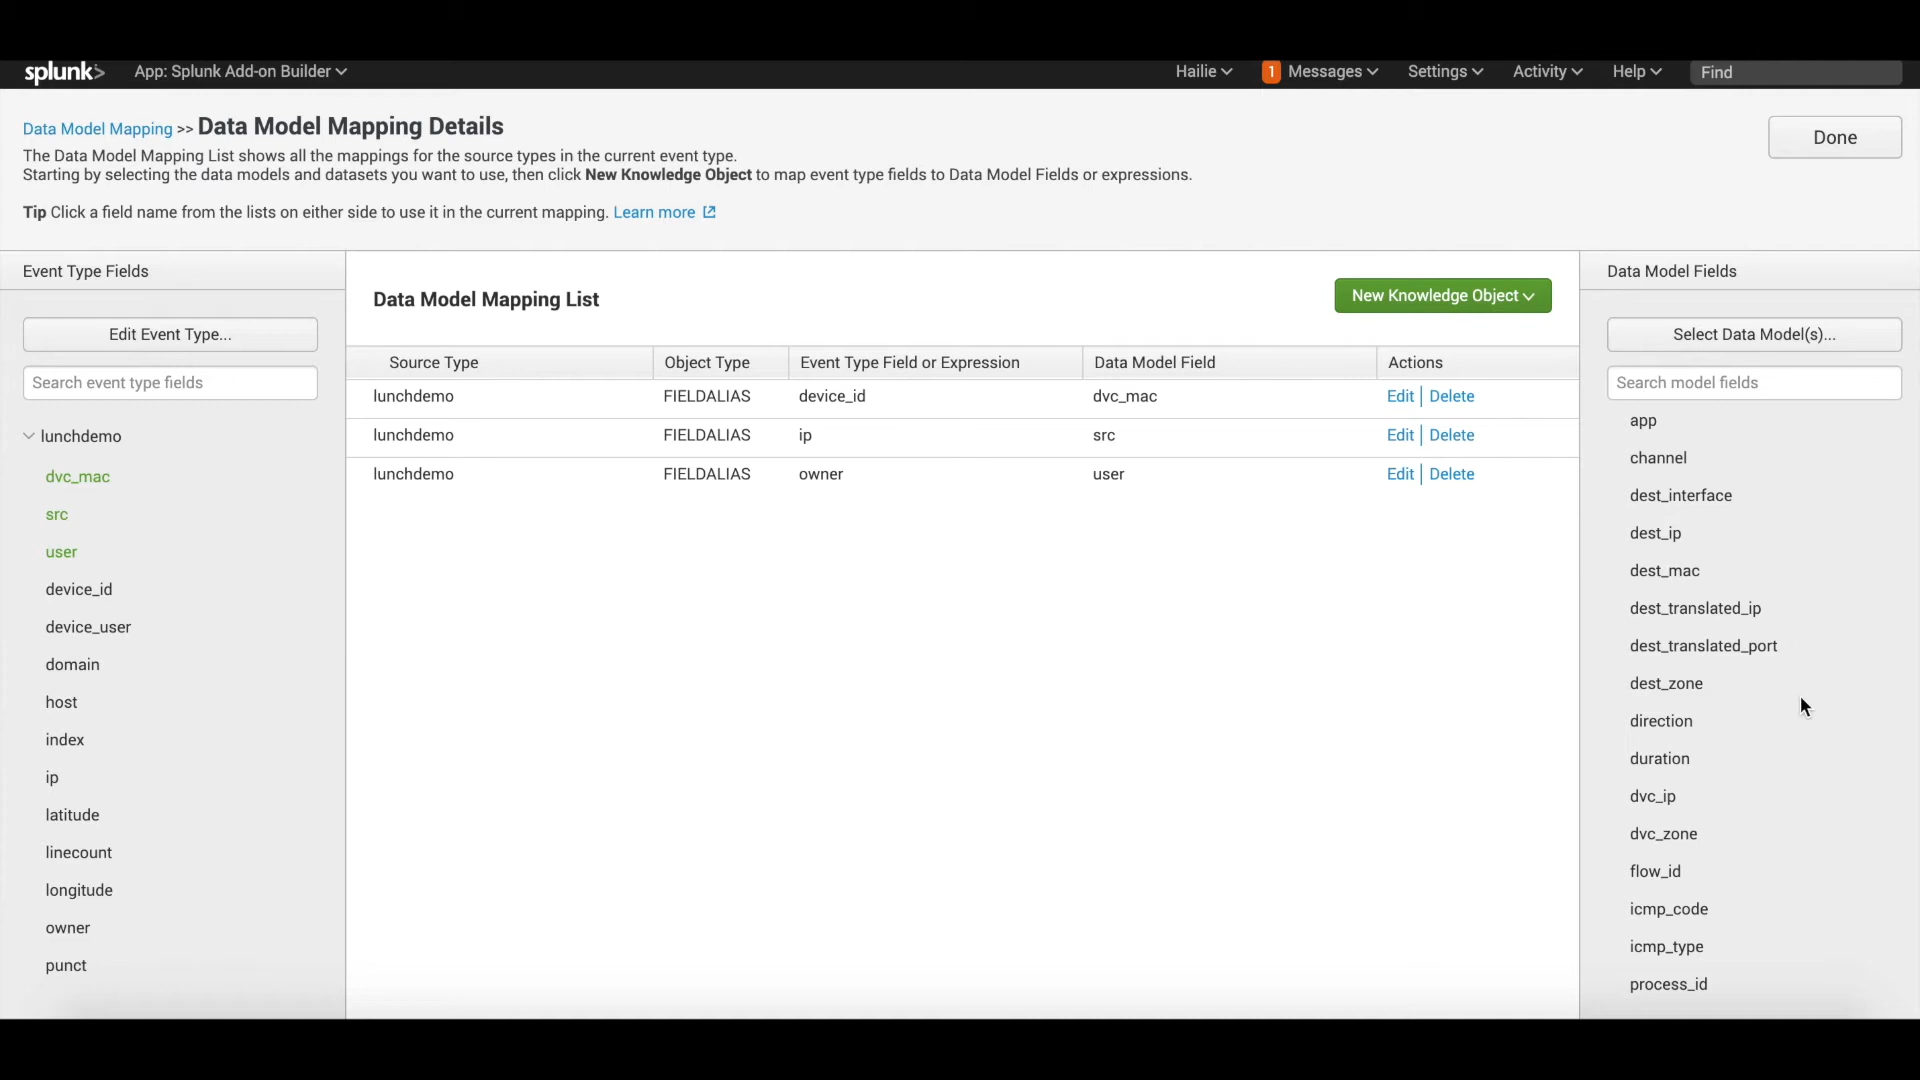 splunk> App: Splunk Add-on Builder Hailie 1 Messages Settings Activity Help Find
Data Model Mapping >> Data Model Mapping Details
Done
The Data Model Mapping List shows all the mappings for the source types in the current event type.
Starting by selecting the data models and datasets you want to use, then click New Knowledge Object to map event type fields to Data Model Fields or expressions.
Tip Click a field name from the lists on either side to use it in the current mapping. Learn more
Event Type Fields
Edit Event Type...
Search event type fields
lunchdemo
dvc_mac
src
user
device_id
device_user
domain
host
index
ip
latitude
linecount
longitude
owner
punct
Data Model Mapping List
New Knowledge Object
Source Type Object Type Event Type Field or Expression Data Model Field Actions
lunchdemo FIELDALIAS device_id dvc_mac Edit | Delete
lunchdemo FIELDALIAS ip src Edit | Delete
lunchdemo FIELDALIAS owner user Edit | Delete
Data Model Fields
Select Data Model(s)...
Search model fields
app
channel
dest_interface
dest_ip
dest_mac
dest_translated_ip
dest_translated_port
dest_zone
direction
duration
dvc_ip
dvc_zone
flow_id
icmp_code
icmp_type
process_id